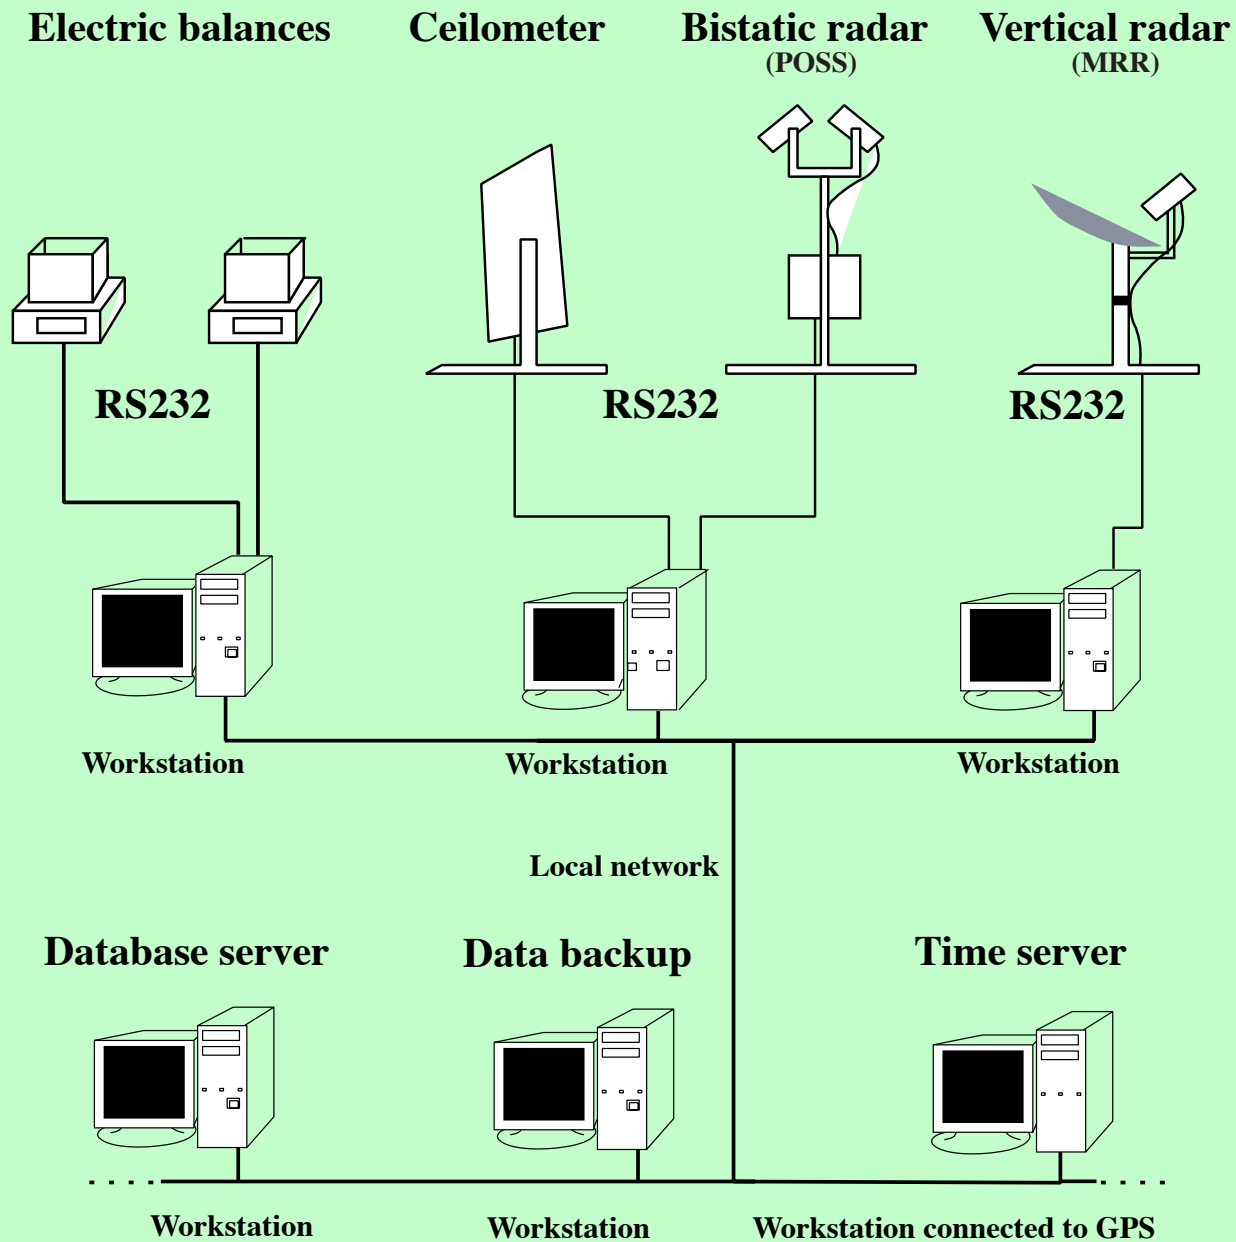 Electric balances
Ceilometer
Bistatic radar
(POSS)
Vertical radar
(MRR)
RS232
RS232
RS232
Workstation
Workstation
Workstation
Local network
Database server
Data backup
Time server
Workstation
Workstation
Workstation connected to GPS